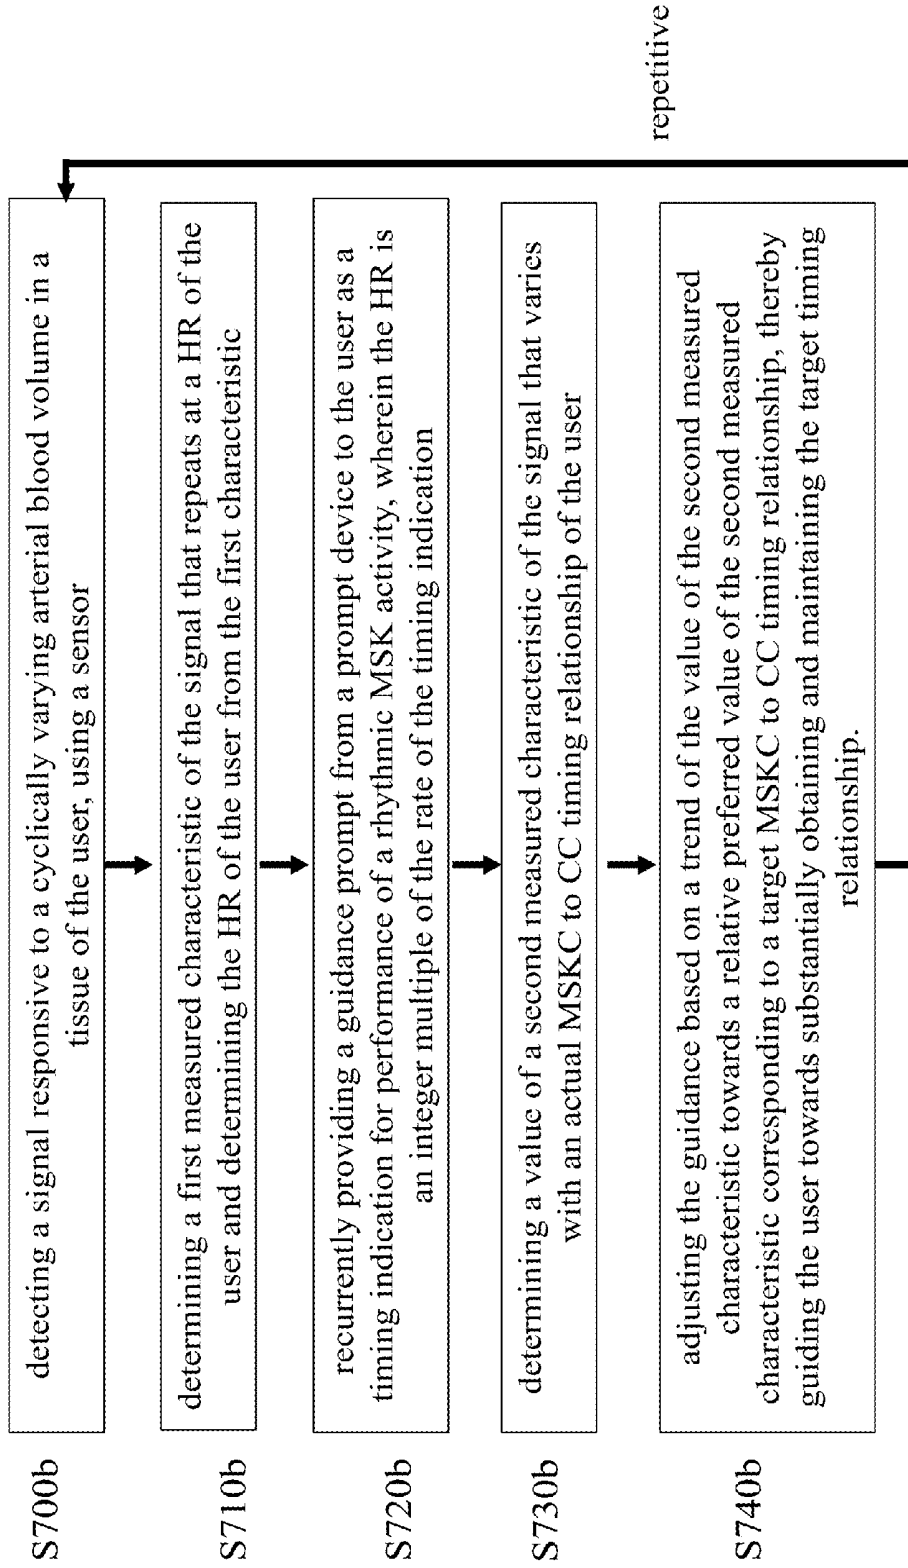 S700b
detecting a signal responsive to a cyclically varying arterial blood volume in a
tissue of the user, using a sensor
S710b
determining a first measured characteristic of the signal that repeats at a HR of the
user and determining the HR of the user from the first characteristic
S720b
recurrently providing a guidance prompt from a prompt device to the user as a
timing indication for performance of a rhythmic MSK activity, wherein the HR is
an integer multiple of the rate of the timing indication
S730b
determining a value of a second measured characteristic of the signal that varies
with an actual MSKC to CC timing relationship of the user
S740b
adjusting the guidance based on a trend of the value of the second measured
characteristic towards a relative preferred value of the second measured
characteristic corresponding to a target MSKC to CC timing relationship, thereby
guiding the user towards substantially obtaining and maintaining the target timing
relationship.
repetitive